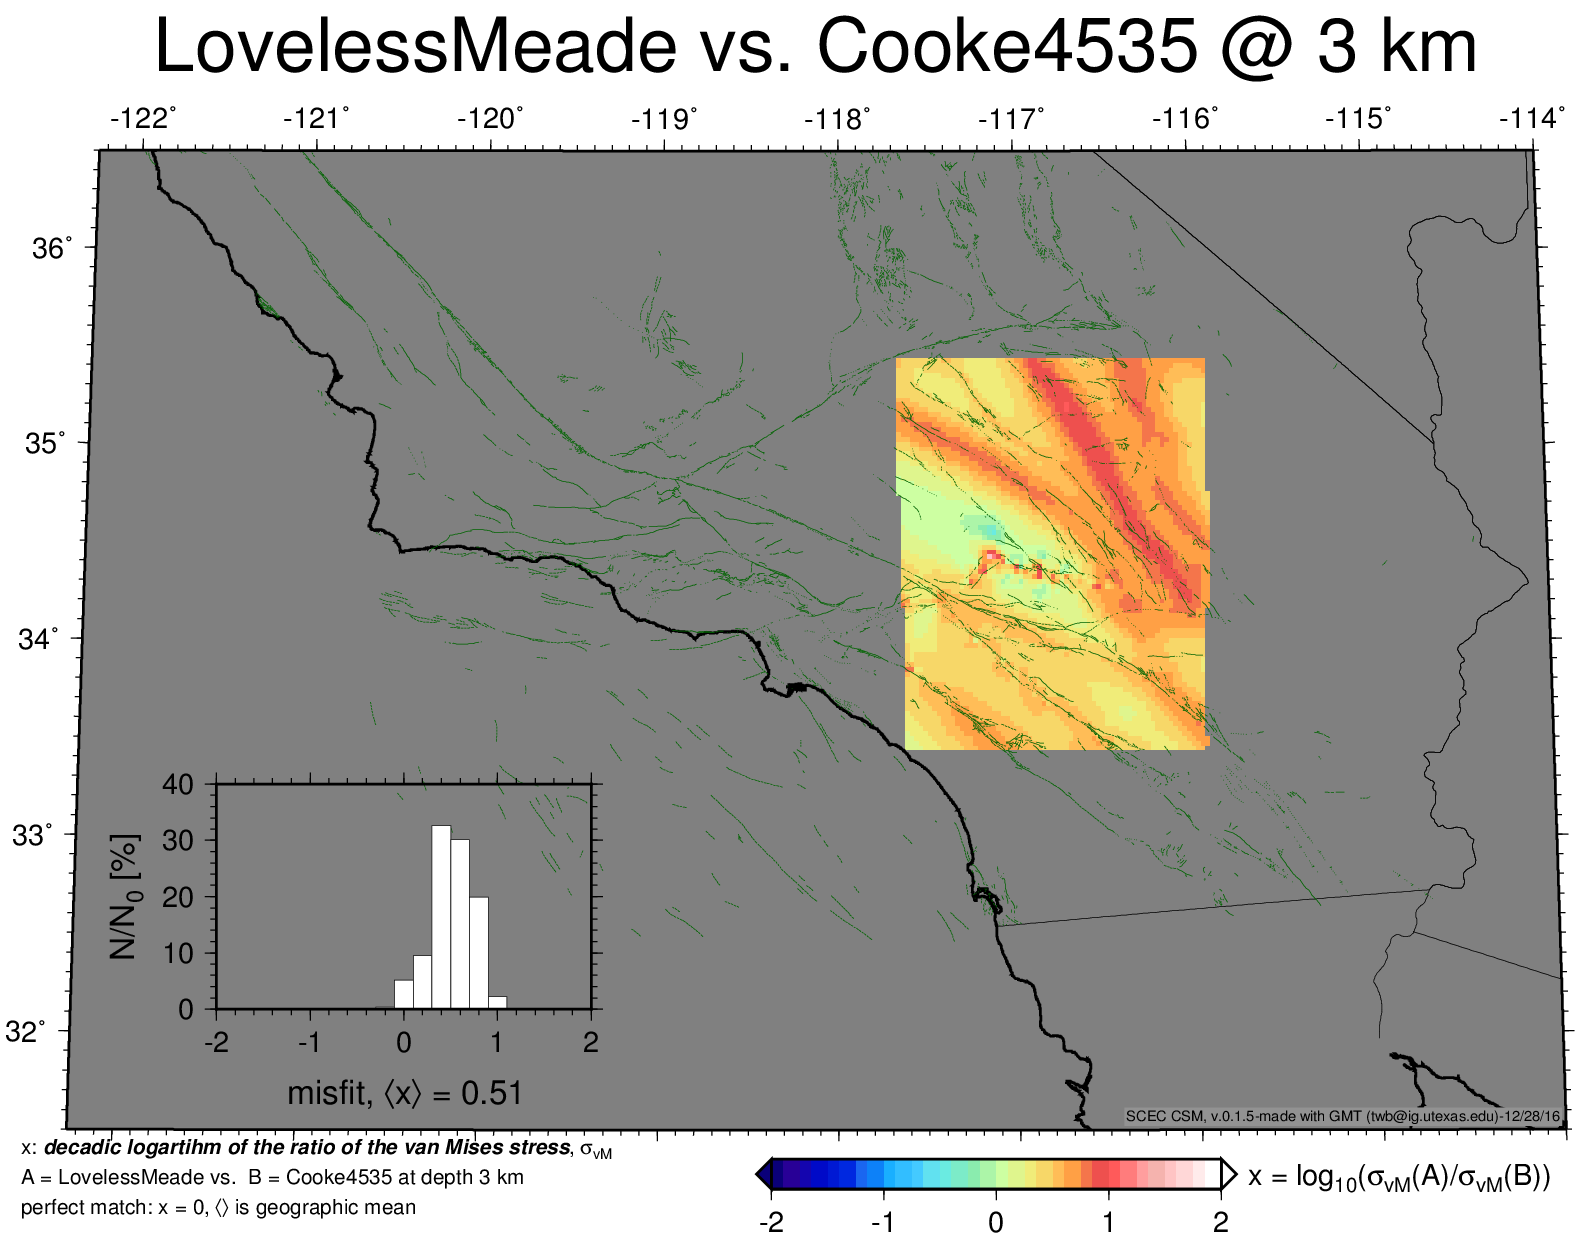 LovelessMeade vs. Cooke4535 @ 3 km
-122˚ -121˚ -120˚ -119˚ -118˚ -117˚ -116˚ -115˚ -114˚
36˚
35˚
34˚
33˚
32˚
40
30
20
10
0
N/N0 [%]
-2 -1 0 1 2
misfit, ⟨x⟩ = 0.51
SCEC CSM, v.0.1.5-made with GMT (twb@ig.utexas.edu)-12/28/16
x: decadic logartihm of the ratio of the van Mises stress, σvM
A = LovelessMeade vs. B = Cooke4535 at depth 3 km
perfect match: x = 0, ⟨⟩ is geographic mean
x = log10(σvM(A)/σvM(B))
-2 -1 0 1 2